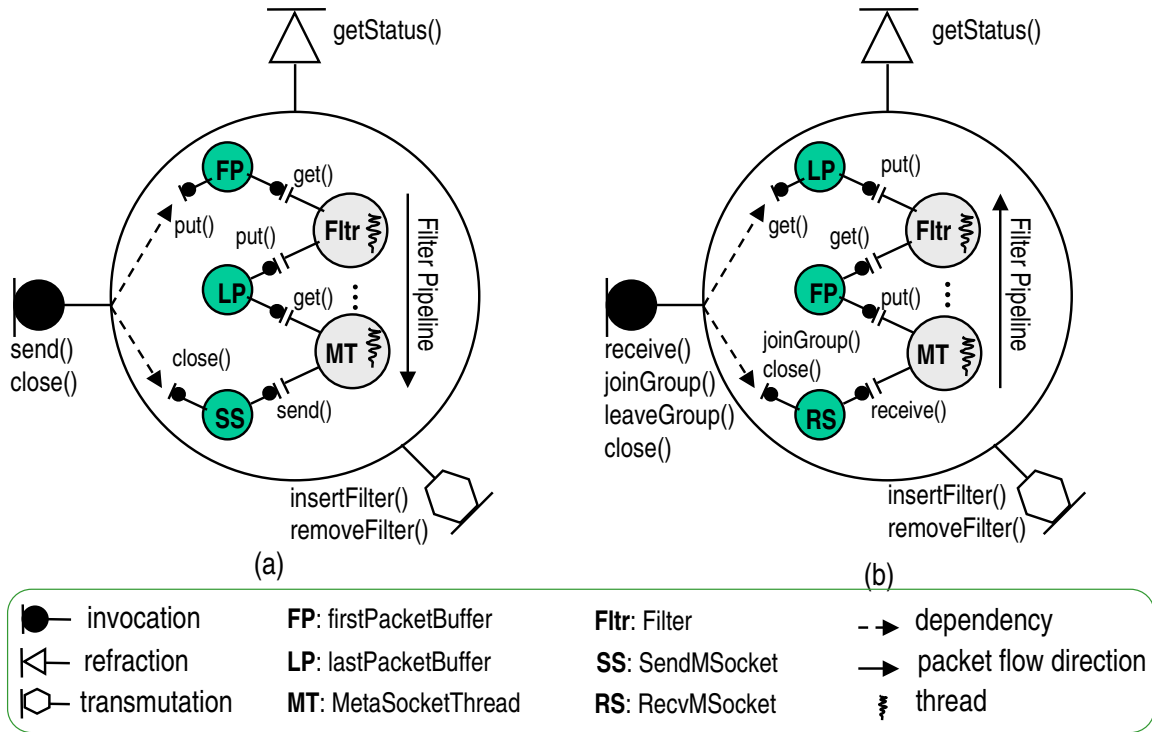 getStatus()
FP
get()
put()
Fltr
put()
Filter Pipeline
LP
get()
send()
close()
close()
MT
SS
send()
insertFilter()
removeFilter()
(a)
getStatus()
LP
put()
get()
Fltr
get()
Filter Pipeline
FP
put()
receive()
joinGroup()
leaveGroup()
close()
joinGroup()
close()
MT
RS
receive()
insertFilter()
removeFilter()
(b)
invocation
FP: firstPacketBuffer
Fltr: Filter
dependency
refraction
LP: lastPacketBuffer
SS: SendMSocket
packet flow direction
transmutation
MT: MetaSocketThread
RS: RecvMSocket
thread